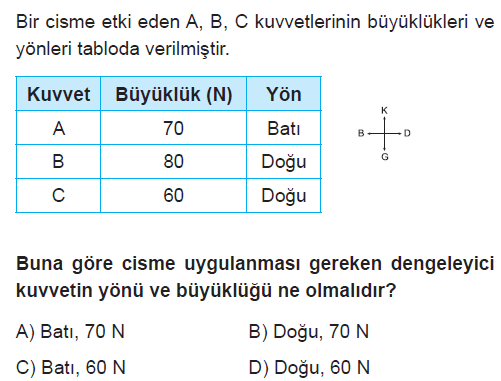 Bir cisme etki eden A, B, C kuvvetlerinin büyüklükleri ve
yönleri tabloda verilmiştir.
Kuvvet Büyüklük (N) Yön
A 70 Batı
B 80 Doğu
C 60 Doğu
K
B D
G
Buna göre cisme uygulanması gereken dengeleyici
kuvvetin yönü ve büyüklüğü ne olmalıdır?
A) Batı, 70 N B) Doğu, 70 N
C) Batı, 60 N D) Doğu, 60 N